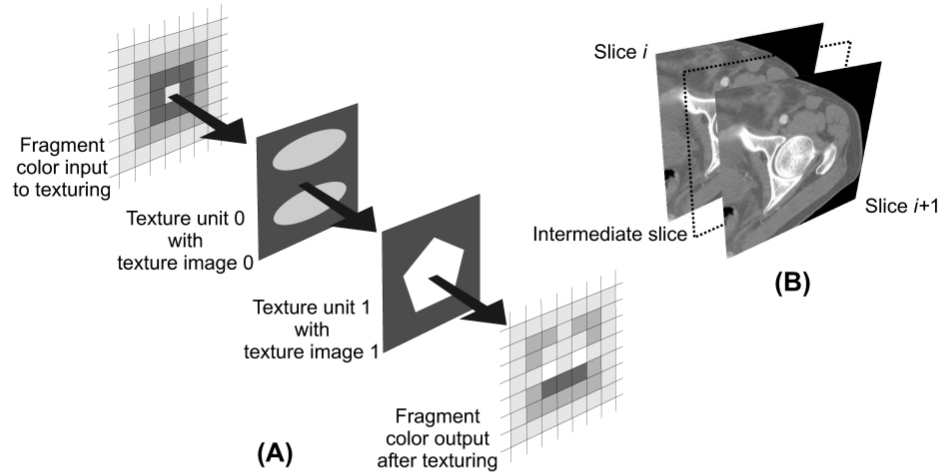 Fragment
color input
to texturing
Texture unit 0
with
texture image 0
Texture unit 1
with
texture image 1
Fragment
color output
after texturing
(A)
Slice i
Intermediate slice
Slice i+1
(B)